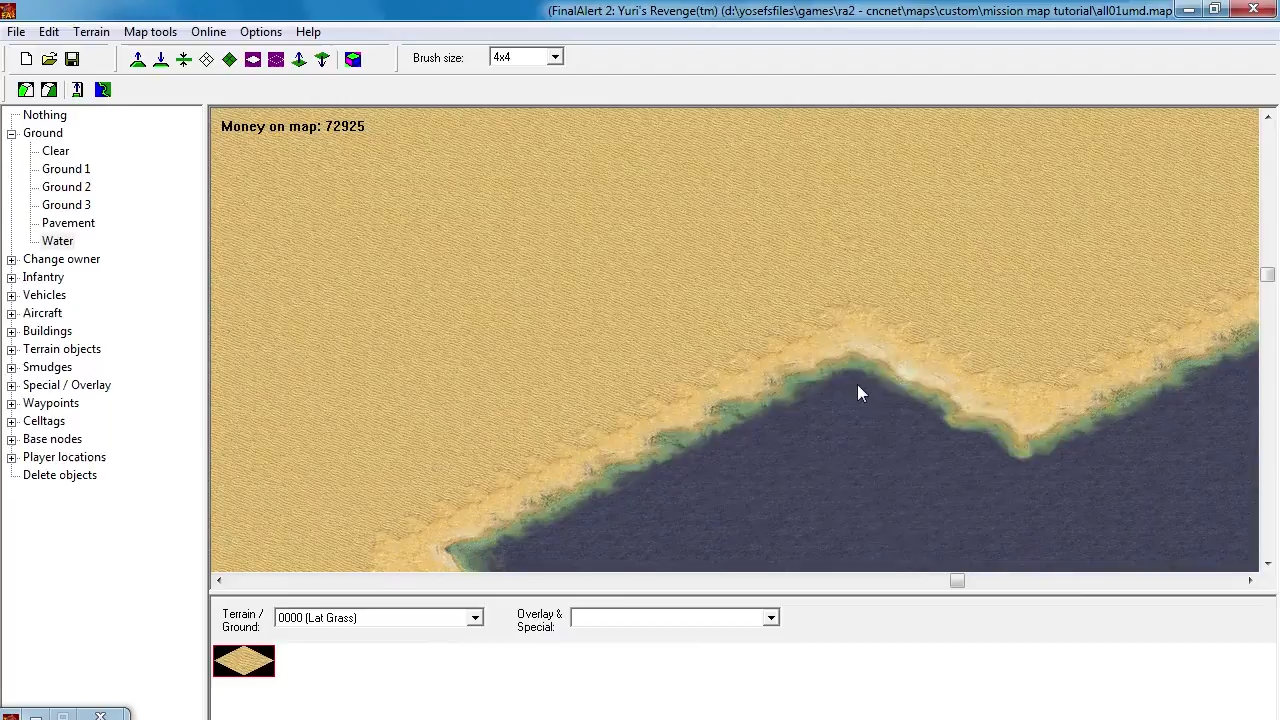 (FinalAlert 2: Yuri's Revenge(tm) (d:\yosefsfiles\games\ra2 - cncnet\maps\custom\mission map tutorial\all01umd.map
File Edit Terrain Map tools Online Options Help
Brush size: 4x4
Nothing
Ground
Clear
Ground 1
Ground 2
Ground 3
Pavement
Water
Change owner
Infantry
Vehicles
Aircraft
Buildings
Terrain objects
Smudges
Special / Overlay
Waypoints
Celltags
Base nodes
Player locations
Delete objects
Money on map: 72925
Terrain / Ground: 0000 (Lat Grass)
Overlay & Special: